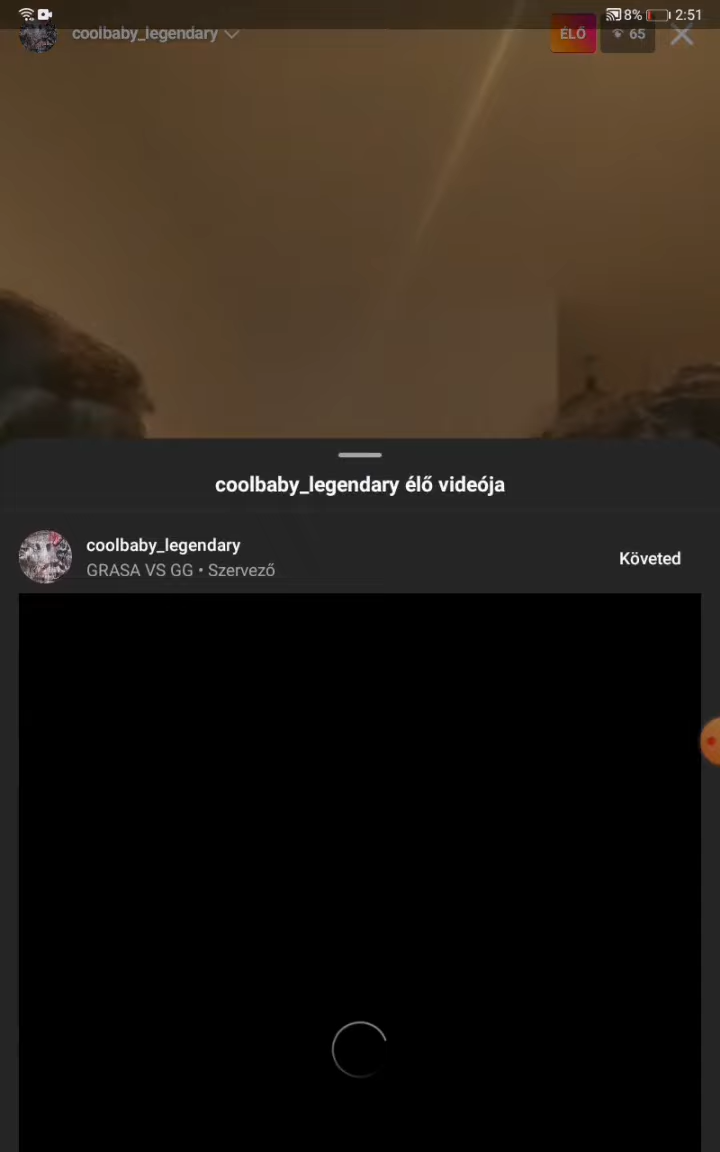 8% 2:51
coolbaby_legendary ÉLŐ 65
coolbaby_legendary élő videója
coolbaby_legendary
GRASA VS GG • Szervező
Követed